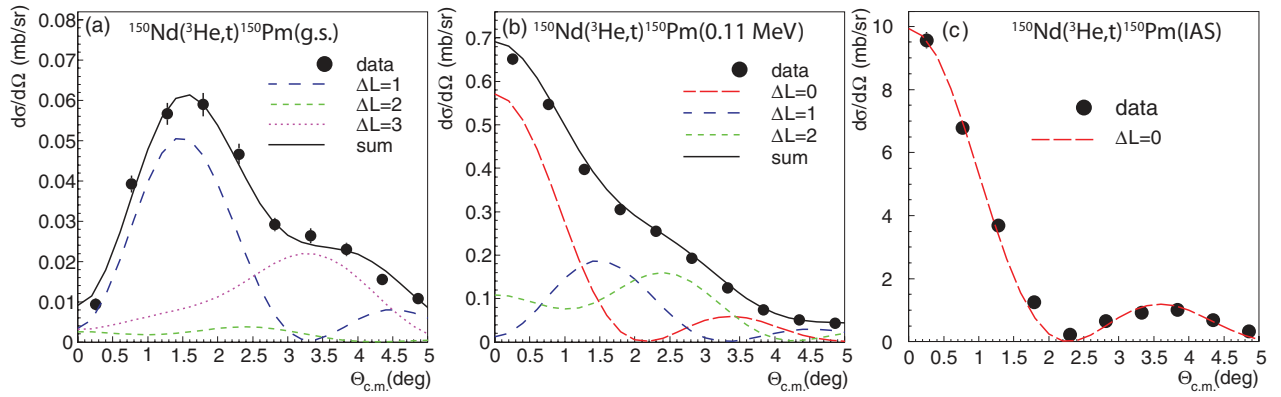 (a) ¹⁵⁰Nd(³He,t)¹⁵⁰Pm(g.s.)
data
ΔL=1
ΔL=2
ΔL=3
sum
dσ/dΩ (mb/sr)
0.07
0.06
0.05
0.04
0.03
0.02
0.01
0
0 0.5 1 1.5 2 2.5 3 3.5 4 4.5 5
Θc.m.(deg)
(b) ¹⁵⁰Nd(³He,t)¹⁵⁰Pm(0.11 MeV)
data
ΔL=0
ΔL=1
ΔL=2
sum
dσ/dΩ (mb/sr)
0.7
0.6
0.5
0.4
0.3
0.2
0.1
0
0 0.5 1 1.5 2 2.5 3 3.5 4 4.5 5
Θc.m.(deg)
(c) ¹⁵⁰Nd(³He,t)¹⁵⁰Pm(IAS)
data
ΔL=0
dσ/dΩ (mb/sr)
10
8
6
4
2
0
0 0.5 1 1.5 2 2.5 3 3.5 4 4.5 5
Θc.m.(deg)